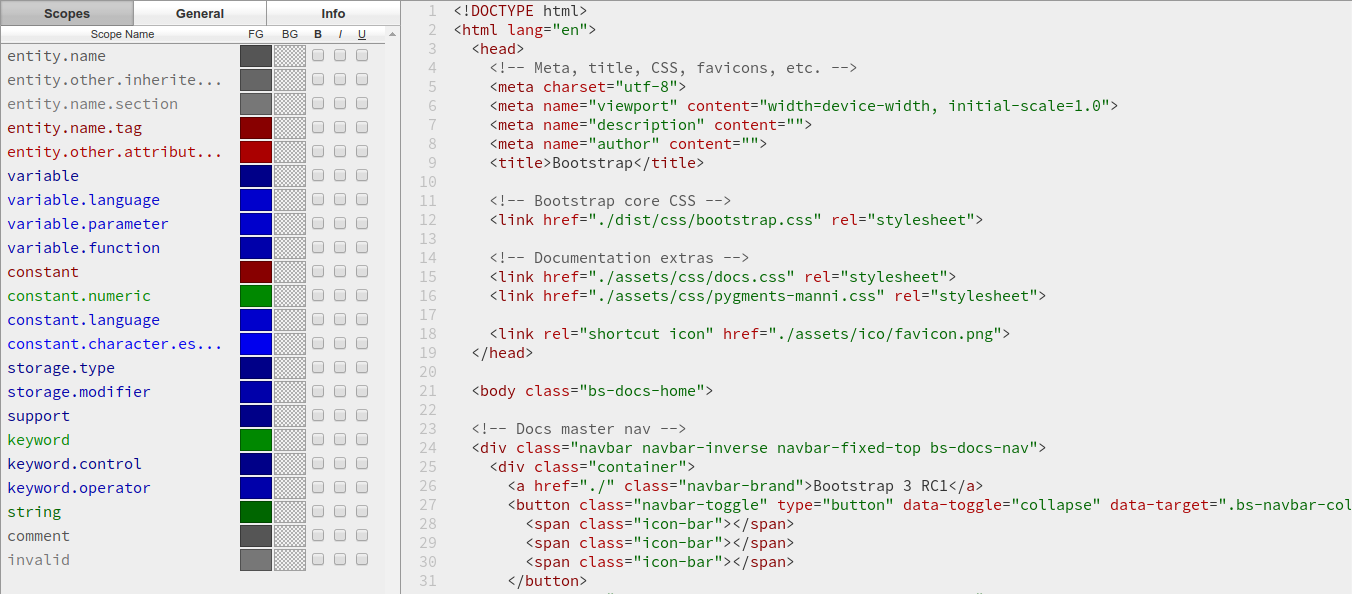 Scopes General Info
Scope Name FG BG B I U
entity.name
entity.other.inherite...
entity.name.section
entity.name.tag
entity.other.attribut...
variable
variable.language
variable.parameter
variable.function
constant
constant.numeric
constant.language
constant.character.es...
storage.type
storage.modifier
support
keyword
keyword.control
keyword.operator
string
comment
invalid
1 <!DOCTYPE html>
2 <html lang="en">
3 <head>
4 <!-- Meta, title, CSS, favicons, etc. -->
5 <meta charset="utf-8">
6 <meta name="viewport" content="width=device-width, initial-scale=1.0">
7 <meta name="description" content="">
8 <meta name="author" content="">
9 <title>Bootstrap</title>
10
11 <!-- Bootstrap core CSS -->
12 <link href="./dist/css/bootstrap.css" rel="stylesheet">
13
14 <!-- Documentation extras -->
15 <link href="./assets/css/docs.css" rel="stylesheet">
16 <link href="./assets/css/pygments-manni.css" rel="stylesheet">
17
18 <link rel="shortcut icon" href="./assets/ico/favicon.png">
19 </head>
20
21 <body class="bs-docs-home">
22
23 <!-- Docs master nav -->
24 <div class="navbar navbar-inverse navbar-fixed-top bs-docs-nav">
25 <div class="container">
26 <a href="./" class="navbar-brand">Bootstrap 3 RC1</a>
27 <button class="navbar-toggle" type="button" data-toggle="collapse" data-target=".bs-navbar-col
28 <span class="icon-bar"></span>
29 <span class="icon-bar"></span>
30 <span class="icon-bar"></span>
31 </button>